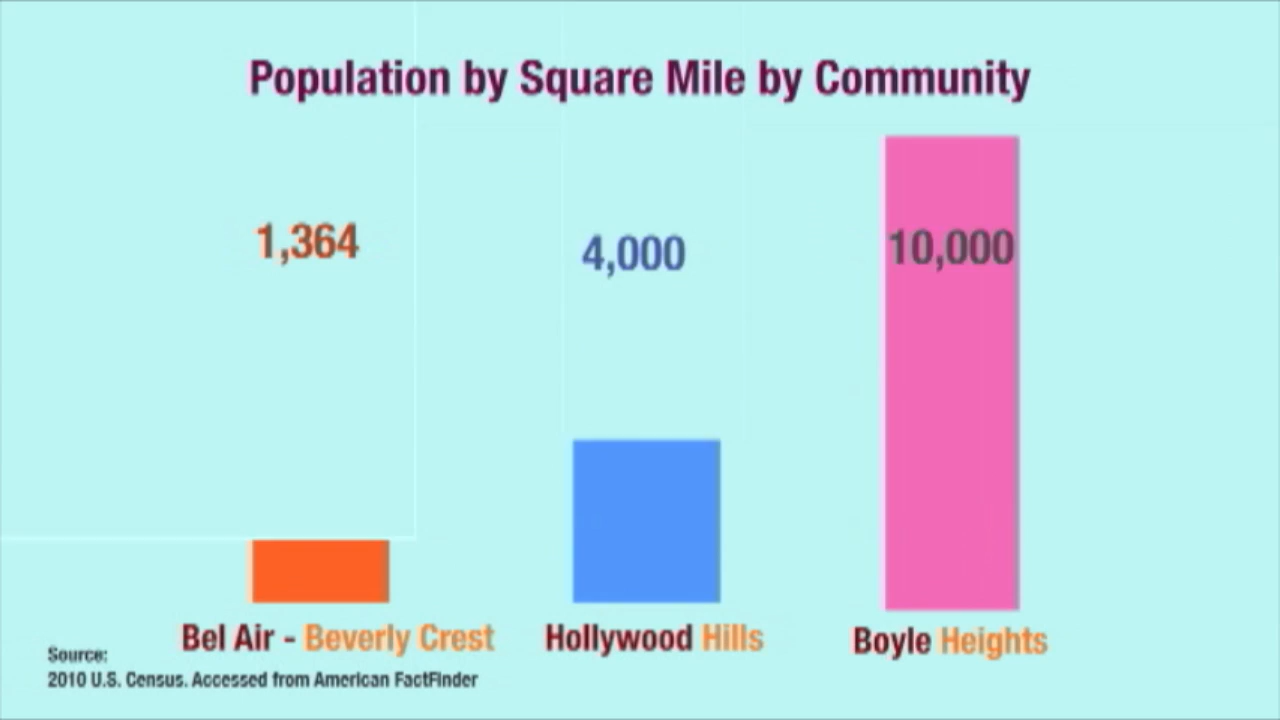 Population by Square Mile by Community
1,364
4,000
10,000
Bel Air - Beverly Crest
Hollywood Hills
Boyle Heights
Source:
2010 U.S. Census. Accessed from American FactFinder